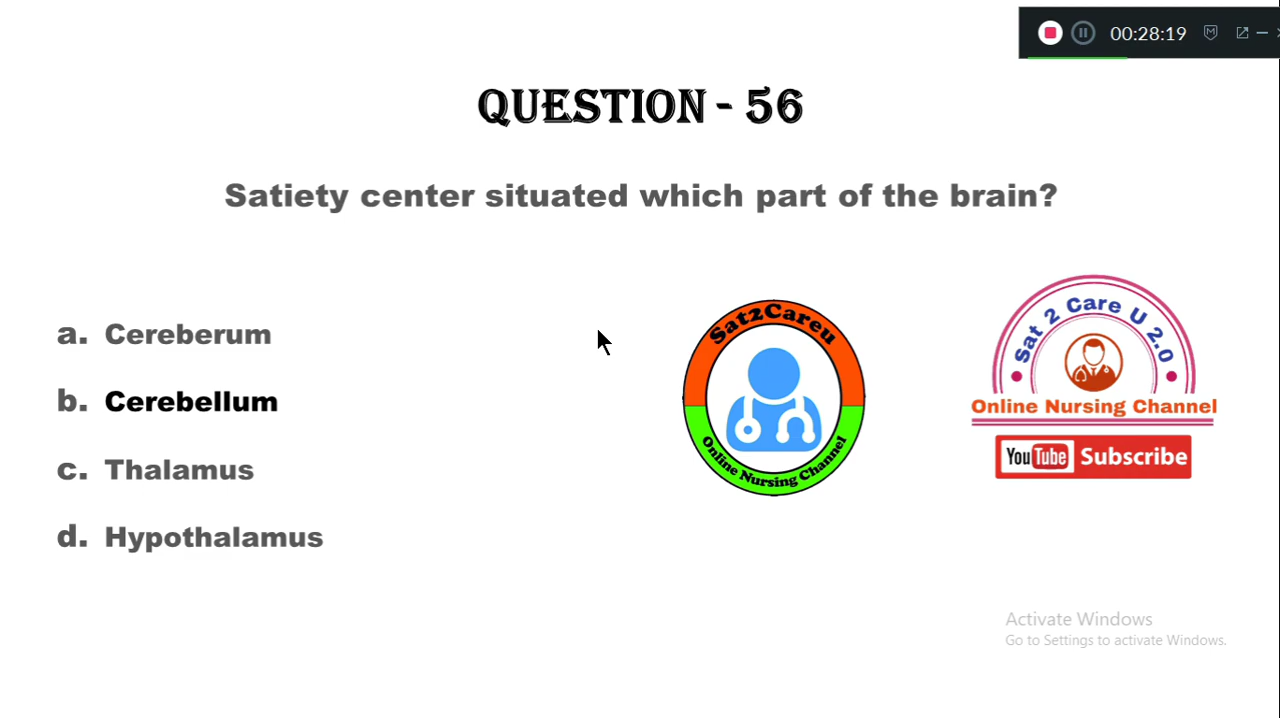 00:28:19
QUESTION - 56
Satiety center situated which part of the brain?
a. Cereberum
b. Cerebellum
c. Thalamus
d. Hypothalamus
Sat2Careu
Online Nursing Channel
Sat 2 Care U 2.0
Online Nursing Channel
YouTube Subscribe
Activate Windows
Go to Settings to activate Windows.